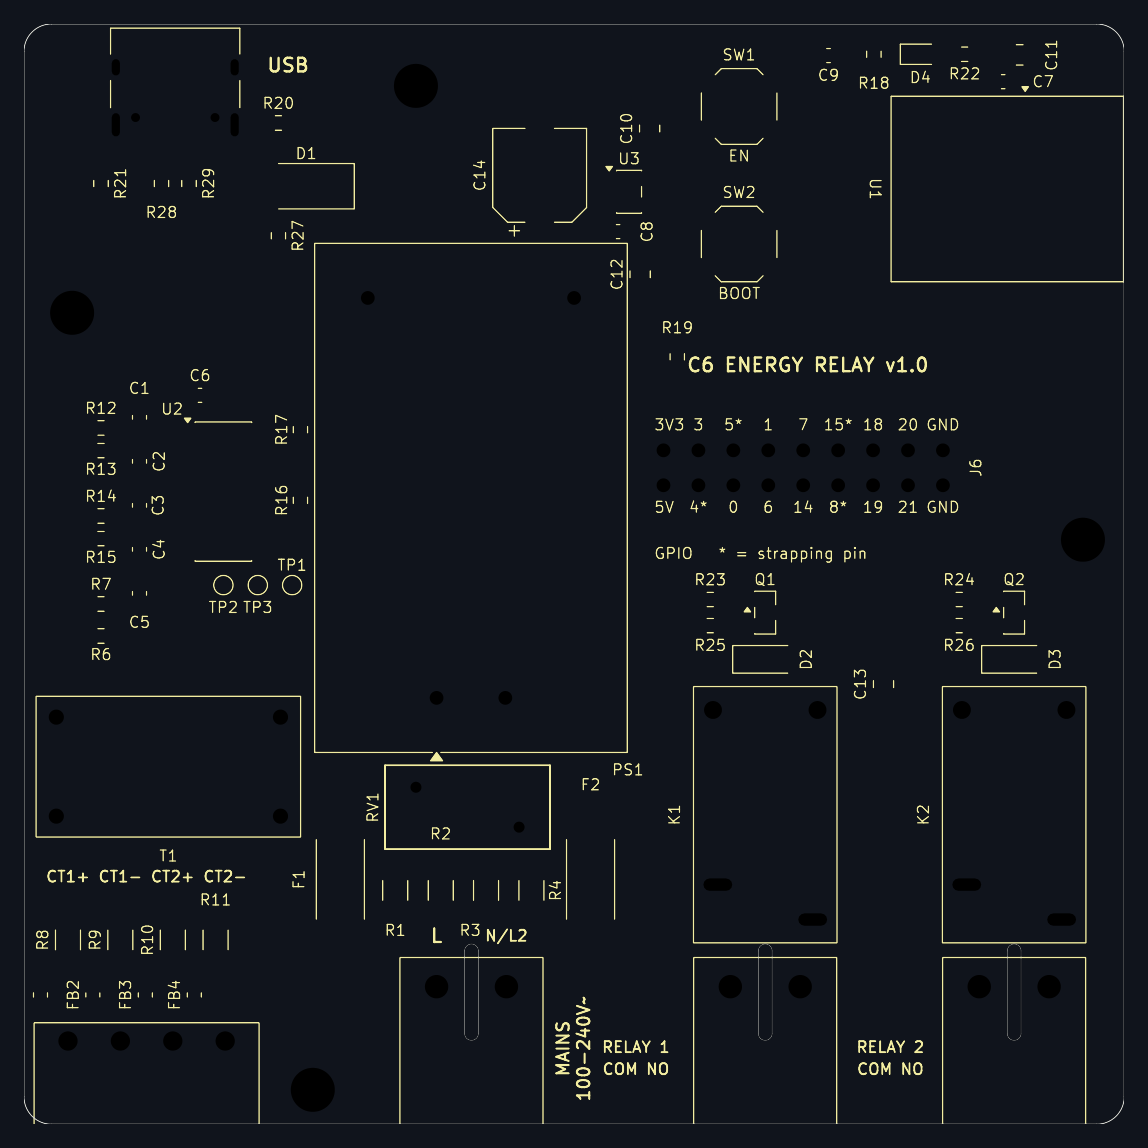 USB
SW1
C9
R18
D4
R22
C11
C7
R20
C10
U3
EN
D1
C14
R21
R28
R29
U1
SW2
R27
+
C8
C12
BOOT
R19
C6 ENERGY RELAY v1.0
C6
C1
R12
U2
R17
3V3 3 5* 1 7 15* 18 20 GND
R13
C2
J6
R14
C3
R16
5V 4* 0 6 14 8* 19 21 GND
R15
C4
GPIO * = strapping pin
TP1
R7
TP2
TP3
C5
R6
R23
Q1
R24
Q2
R25
D2
R26
D3
C13
PS1
F2
RV1
R2
K1
K2
T1
CT1+ CT1- CT2+ CT2-
F1
R4
R11
R1
L
R3
N/L2
R8
R9
R10
FB2
FB3
FB4
MAINS
100-240V~
RELAY 1
COM NO
RELAY 2
COM NO